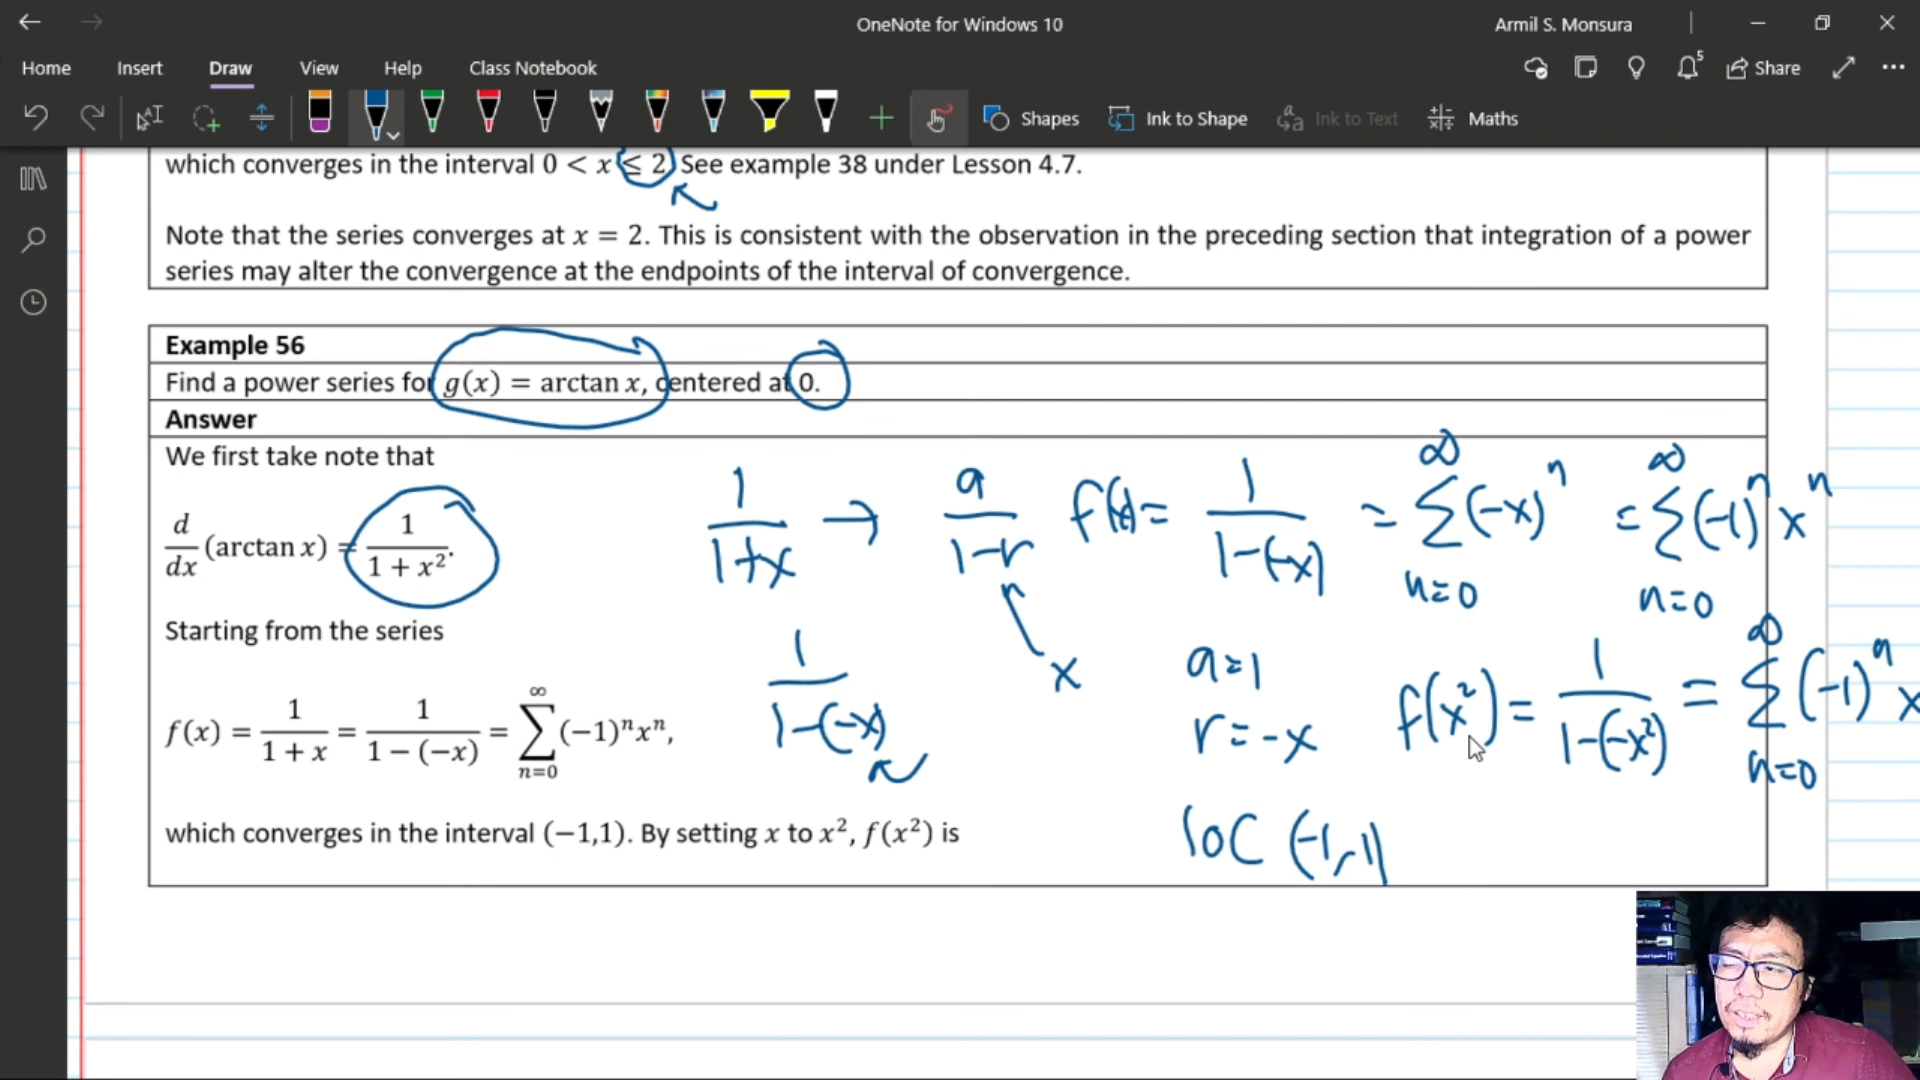 OneNote for Windows 10
Armil S. Monsura
Home Insert Draw View Help Class Notebook
5
Share
Shapes Ink to Shape Ink to Text Maths
which converges in the interval 0 < x ≤ 2. See example 38 under Lesson 4.7.
Note that the series converges at x = 2. This is consistent with the observation in the preceding section that integration of a power
series may alter the convergence at the endpoints of the interval of convergence.
Example 56
Find a power series for g(x) = arctan x, centered at 0.
Answer
We first take note that
d/dx (arctan x) = 1/(1 + x²).
Starting from the series
f(x) = 1/(1 + x) = 1/(1 − (−x)) = ∑_{n=0}^{∞} (−1)ⁿxⁿ,
which converges in the interval (−1,1). By setting x to x², f(x²) is
1/(1+x) → a/(1−r) f(x) = 1/(1−(−x)) = ∑_{n=0}^{∞} (−x)ⁿ = ∑_{n=0}^{∞} (−1)ⁿ xⁿ
r
x
1/(1−(−x))
a=1
r=−x
f(x²) = 1/(1−(−x²)) = ∑_{n=0}^{∞} (−1)ⁿ x
IOC (−1,1)